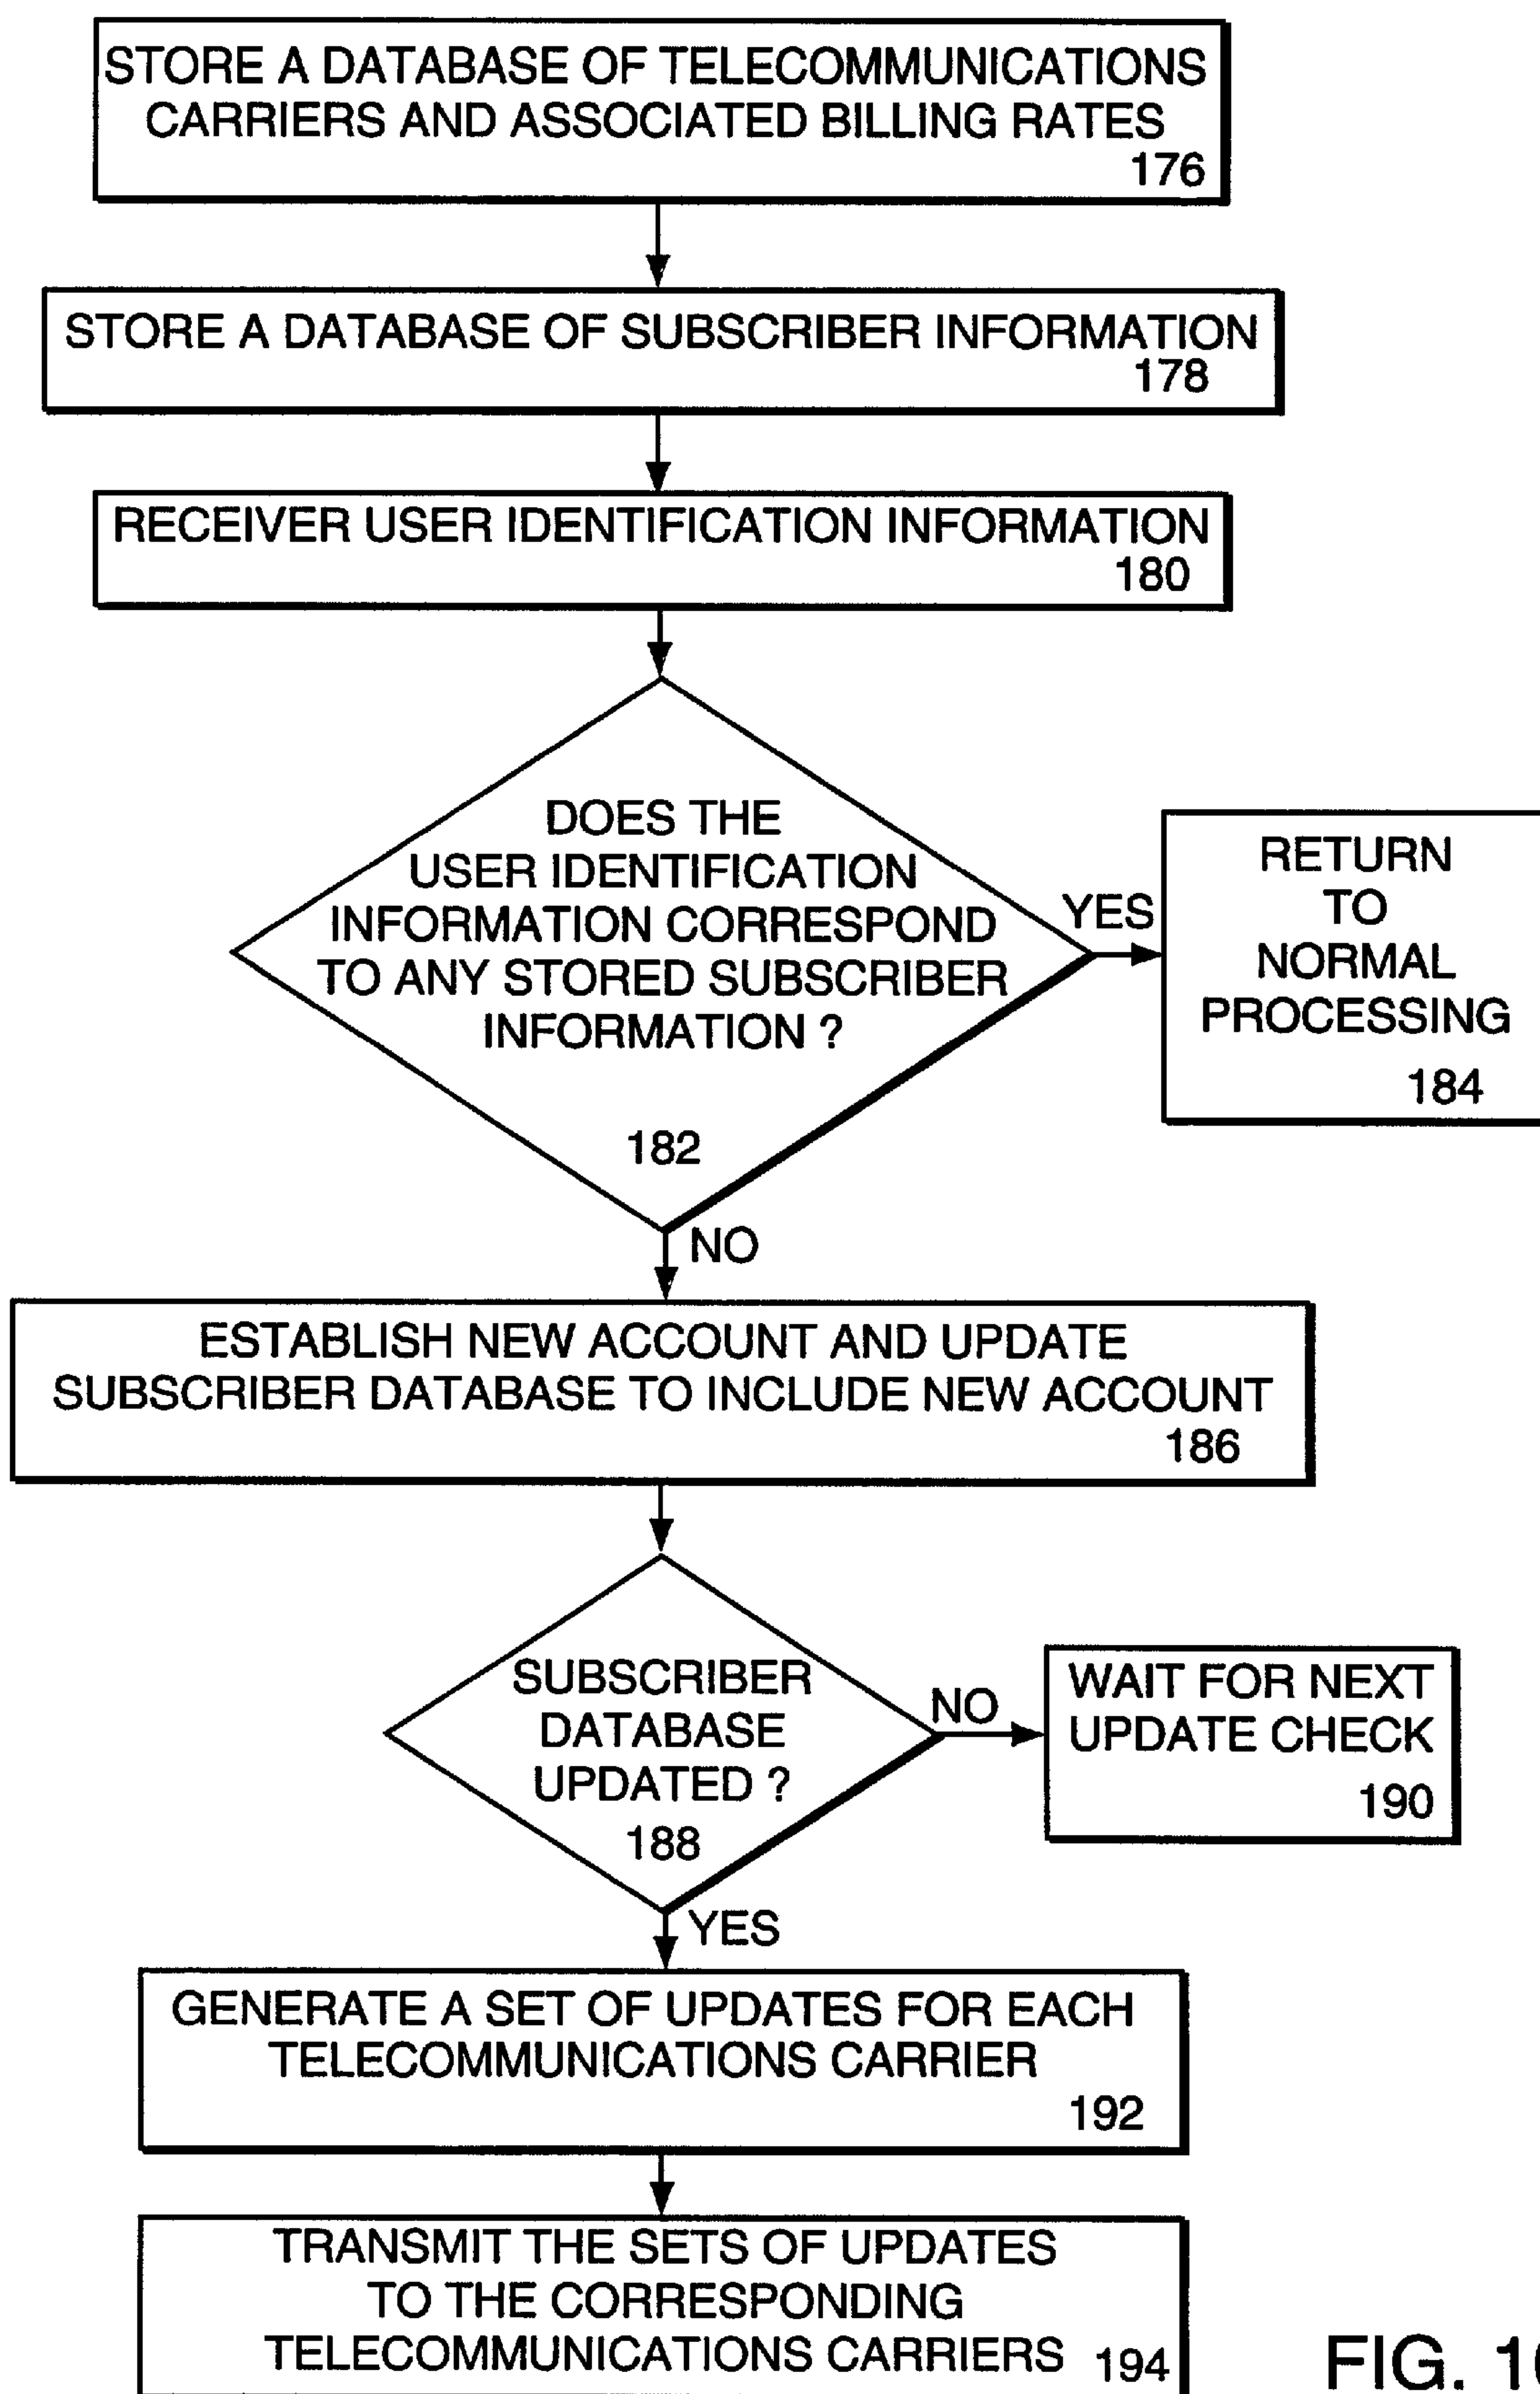 STORE A DATABASE OF TELECOMMUNICATIONS
CARRIERS AND ASSOCIATED BILLING RATES
176
STORE A DATABASE OF SUBSCRIBER INFORMATION
178
RECEIVER USER IDENTIFICATION INFORMATION
180
DOES THE
USER IDENTIFICATION
INFORMATION CORRESPOND
TO ANY STORED SUBSCRIBER
INFORMATION ?
182
YES
RETURN
TO
NORMAL
PROCESSING
184
NO
ESTABLISH NEW ACCOUNT AND UPDATE
SUBSCRIBER DATABASE TO INCLUDE NEW ACCOUNT
186
SUBSCRIBER
DATABASE
UPDATED ?
188
NO
WAIT FOR NEXT
UPDATE CHECK
190
YES
GENERATE A SET OF UPDATES FOR EACH
TELECOMMUNICATIONS CARRIER
192
TRANSMIT THE SETS OF UPDATES
TO THE CORRESPONDING
TELECOMMUNICATIONS CARRIERS 194
FIG.